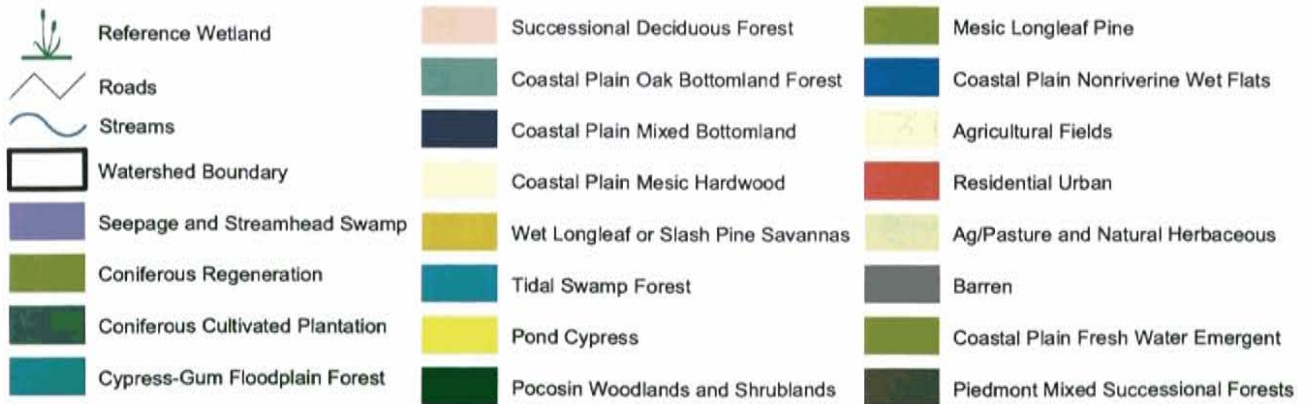 Reference Wetland
Roads
Streams
Watershed Boundary
Seepage and Streamhead Swamp
Coniferous Regeneration
Coniferous Cultivated Plantation
Cypress-Gum Floodplain Forest
Successional Deciduous Forest
Coastal Plain Oak Bottomland Forest
Coastal Plain Mixed Bottomland
Coastal Plain Mesic Hardwood
Wet Longleaf or Slash Pine Savannas
Tidal Swamp Forest
Pond Cypress
Pocosin Woodlands and Shrublands
Mesic Longleaf Pine
Coastal Plain Nonriverine Wet Flats
Agricultural Fields
Residential Urban
Ag/Pasture and Natural Herbaceous
Barren
Coastal Plain Fresh Water Emergent
Piedmont Mixed Successional Forests